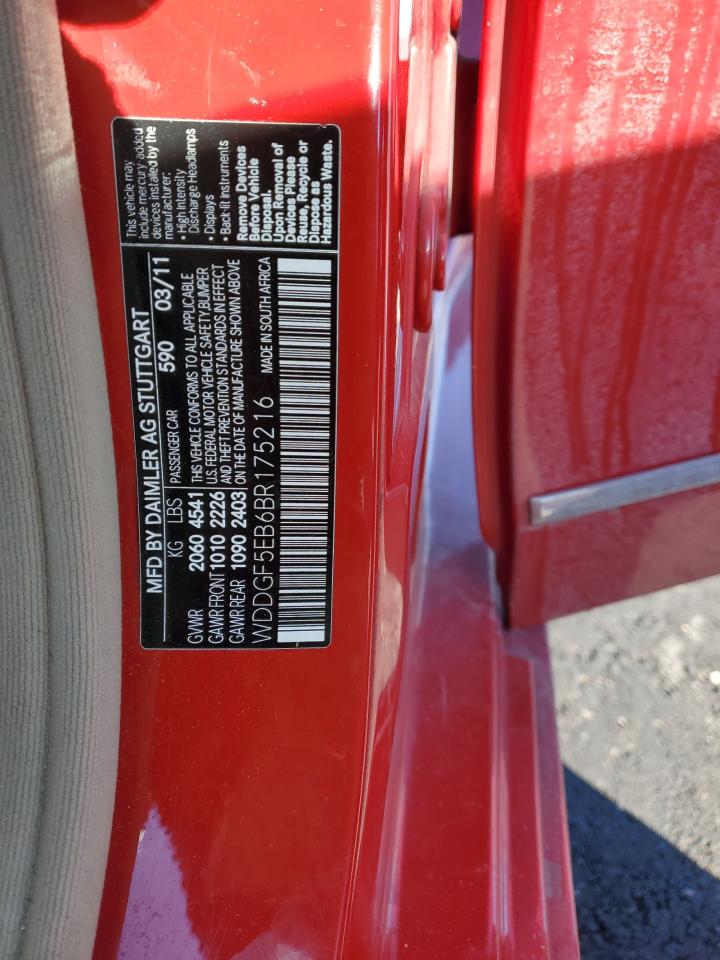 MFD BY DAIMLER AG STUTTGART
KG LBS PASSENGER CAR 590 03/11
GVWR 2060 4541 THIS VEHICLE CONFORMS TO ALL APPLICABLE
GAWR FRONT 1010 2226 U.S. FEDERAL MOTOR VEHICLE SAFETY, BUMPER
GAWR REAR 1090 2403 AND THEFT PREVENTION STANDARDS IN EFFECT
ON THE DATE OF MANUFACTURE SHOWN ABOVE
WDDGF5EB6BR175216 MADE IN SOUTH AFRICA
This vehicle may
include mercury added
devices installed by the
manufacturer:
• High Intensity
Discharge Headlamps
• Displays
• Back-lit Instruments
Remove Devices
Before Vehicle
Disposal.
Upon Removal of
Devices Please
Reuse, Recycle or
Dispose as
Hazardous Waste.